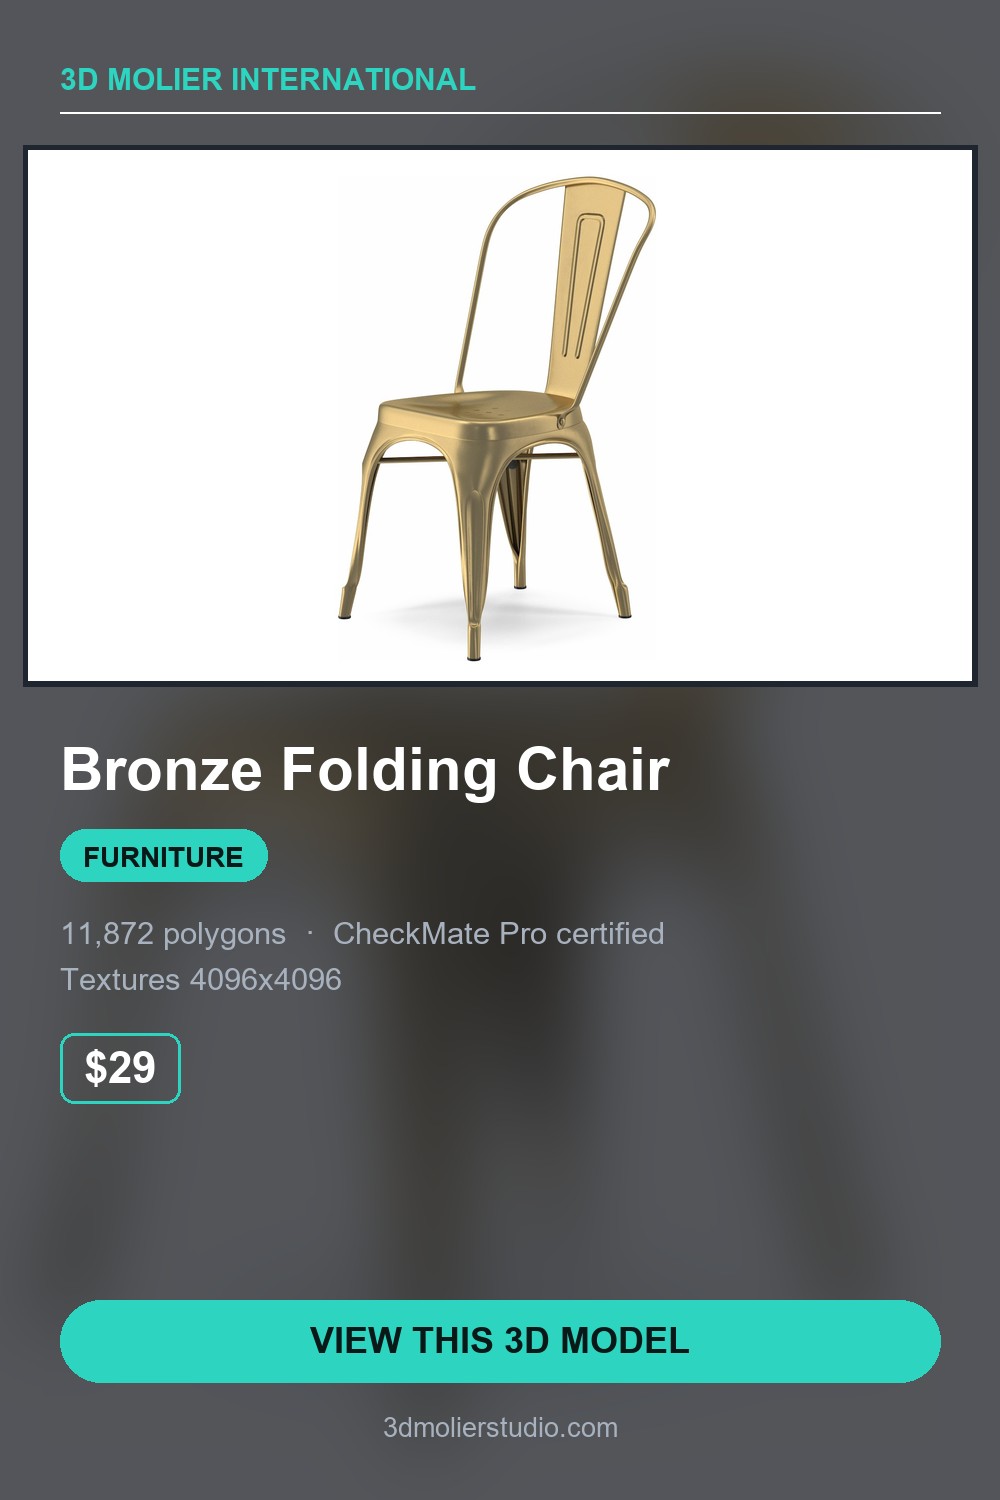 3D MOLIER INTERNATIONAL
Bronze Folding Chair
FURNITURE
11,872 polygons · CheckMate Pro certified
Textures 4096x4096
$29
VIEW THIS 3D MODEL
3dmolierstudio.com